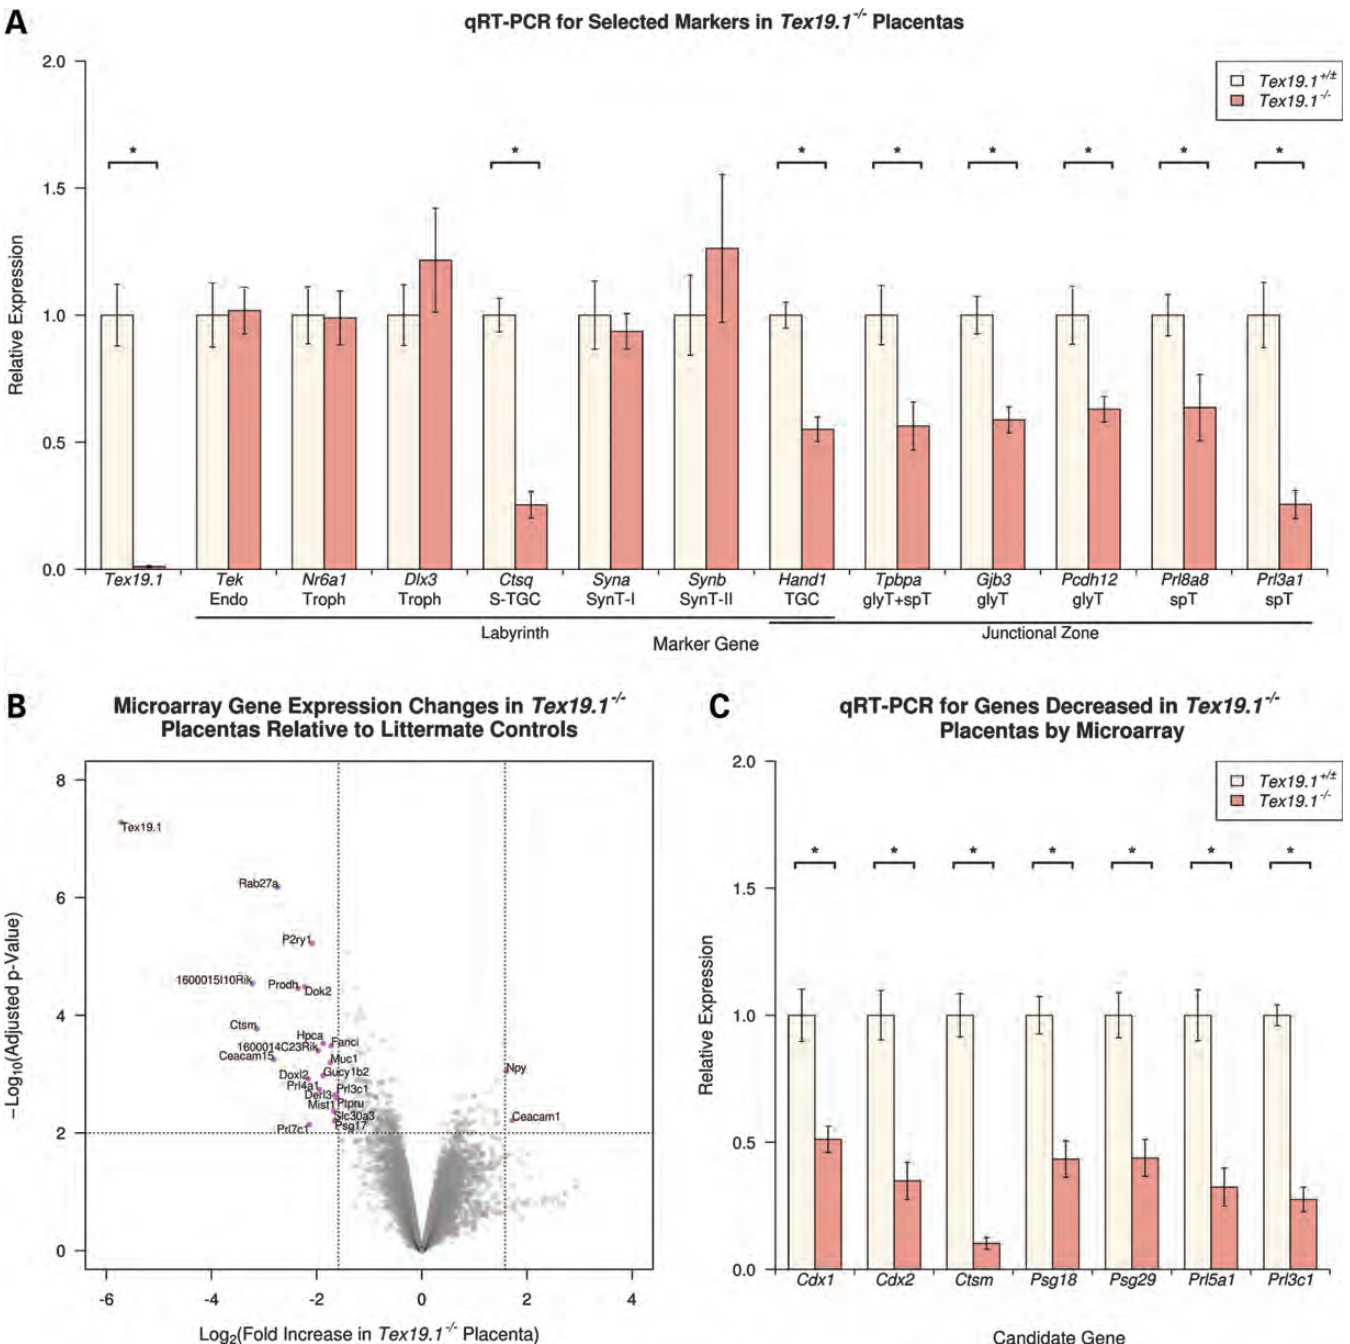 A
qRT-PCR for Selected Markers in Tex19.1-/- Placentas
Tex19.1+/±
Tex19.1-/-
* * * * * * * *
Relative Expression
2.0
1.5
1.0
0.5
0.0
Tex19.1 Tek Nr6a1 Dlx3 Ctsq Syna Synb Hand1 Tpbpa Gjb3 Pcdh12 Prl8a8 Prl3a1
Endo Troph Troph S-TGC SynT-I SynT-II TGC glyT+spT glyT glyT spT spT
Labyrinth Junctional Zone
Marker Gene
B
Microarray Gene Expression Changes in Tex19.1-/-
Placentas Relative to Littermate Controls
−Log10(Adjusted p-Value)
8
6
4
2
0
Tex19.1
Rab27a
P2ry1
1600015I10Rik
Prodh
Dok2
Ctsm
Hpca
Fanci
1600014C23Rik
Ceacam15
Muc1
Gucy1b2
Doxl2
Prl4a1
Derl3
Prl3c1
Mist1
Ptpru
Slc30a3
Psg17
Prl7c1
Npy
Ceacam1
-6 -4 -2 0 2 4
Log2(Fold Increase in Tex19.1-/- Placenta)
C
qRT-PCR for Genes Decreased in Tex19.1-/-
Placentas by Microarray
Tex19.1+/±
Tex19.1-/-
* * * * * * *
Relative Expression
2.0
1.5
1.0
0.5
0.0
Cdx1 Cdx2 Ctsm Psg18 Psg29 Prl5a1 Prl3c1
Candidate Gene